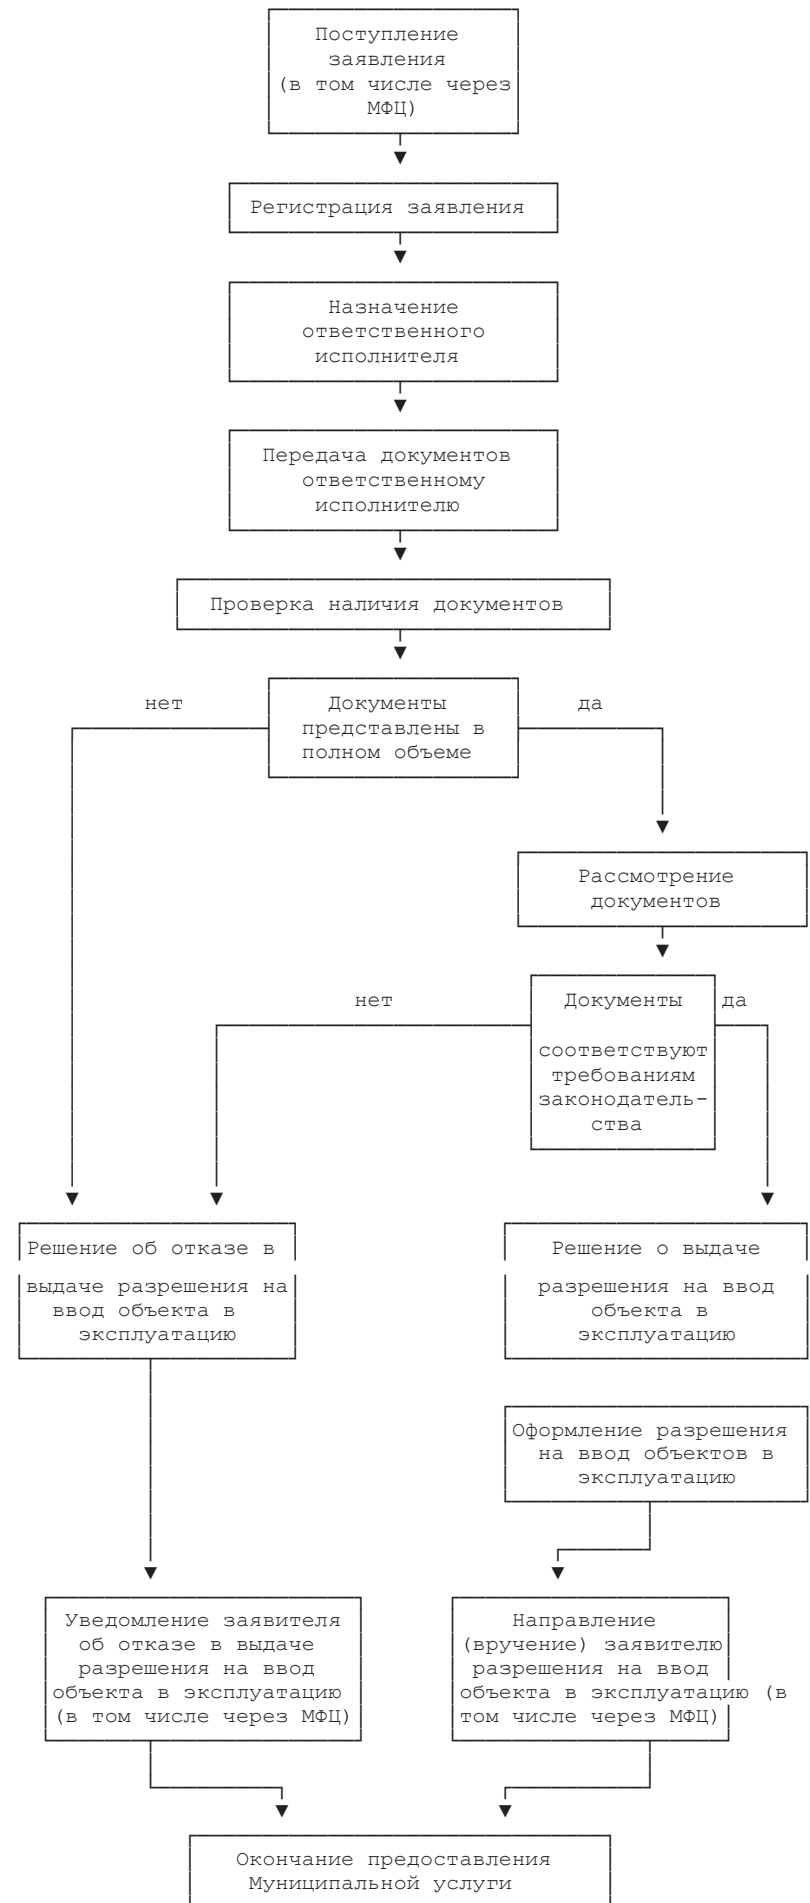 Поступление
заявления
(в том числе через
МФЦ)
Регистрация заявления
Назначение
ответственного
исполнителя
Передача документов
ответственному
исполнителю
Проверка наличия документов
нет
Документы
представлены в
полном объеме
да
Рассмотрение
документов
нет
Документы
соответствуют
требованиям
законодатель-
ства
да
Решение об отказе в
выдаче разрешения на
ввод объекта в
эксплуатацию
Решение о выдаче
разрешения на ввод
объекта в
эксплуатацию
Оформление разрешения
на ввод объектов в
эксплуатацию
Уведомление заявителя
об отказе в выдаче
разрешения на ввод
объекта в эксплуатацию
(в том числе через МФЦ)
Направление
(вручение) заявителю
разрешения на ввод
объекта в эксплуатацию (в
том числе через МФЦ)
Окончание предоставления
Муниципальной услуги